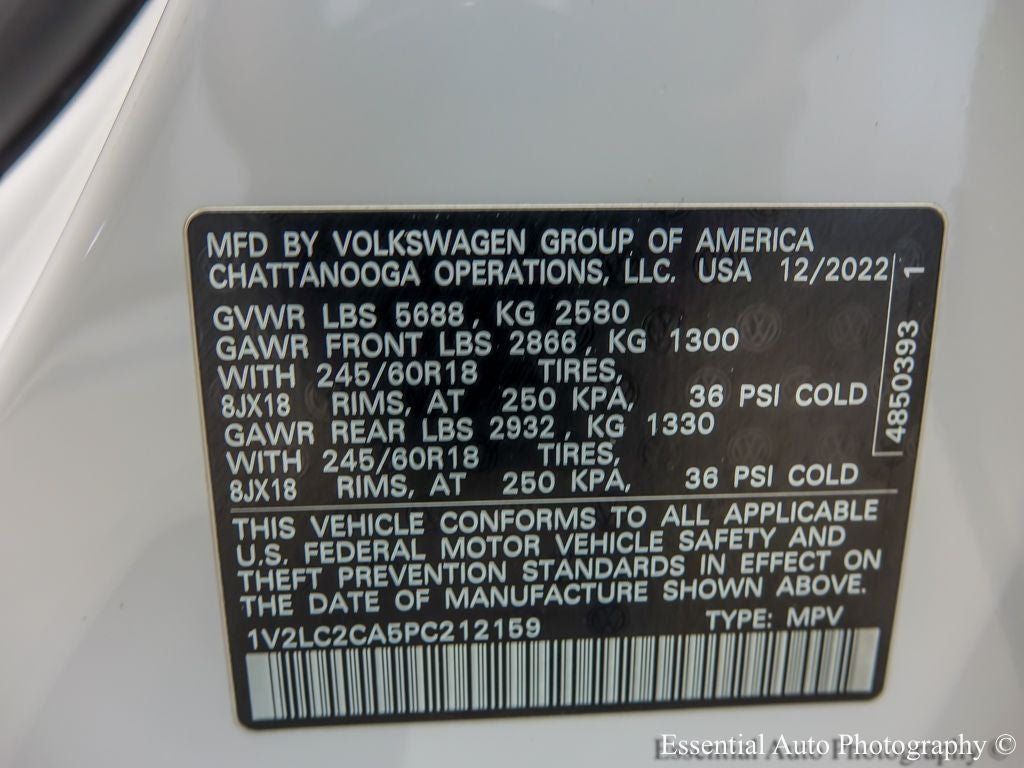 MFD BY VOLKSWAGEN GROUP OF AMERICA
CHATTANOOGA OPERATIONS, LLC. USA 12/2022
GVWR LBS 5688, KG 2580
GAWR FRONT LBS 2866, KG 1300
WITH 245/60R18 TIRES,
8JX18 RIMS, AT 250 KPA, 36 PSI COLD
GAWR REAR LBS 2932, KG 1330
WITH 245/60R18 TIRES,
8JX18 RIMS, AT 250 KPA, 36 PSI COLD
4850393 1
THIS VEHICLE CONFORMS TO ALL APPLICABLE
U.S. FEDERAL MOTOR VEHICLE SAFETY AND
THEFT PREVENTION STANDARDS IN EFFECT ON
THE DATE OF MANUFACTURE SHOWN ABOVE.
1V2LC2CA5PC212159 TYPE: MPV
Essential Auto Photography ©